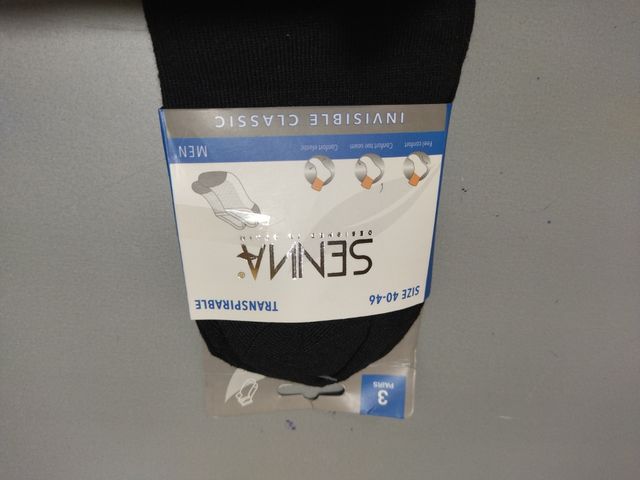 3
PAIRS
SIZE 40-46
TRANSPIRABLE
SENNA
DESIGNED IN SPAIN
Feel comfort
Comfort toe seam
Comfort elastic
MEN
INVISIBLE CLASSIC